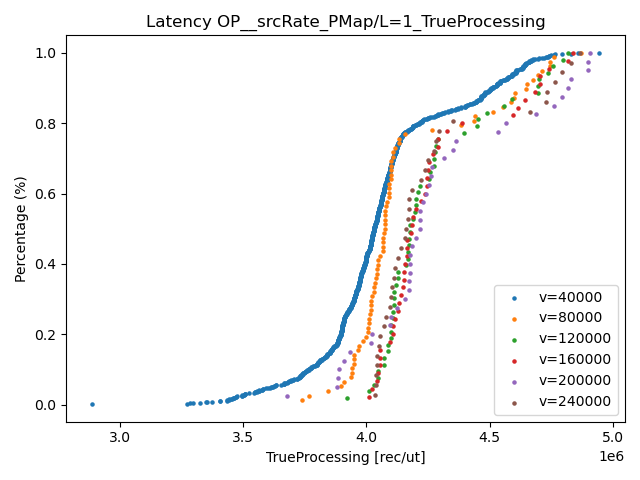 Latency OP__srcRate_PMap/L=1_TrueProcessing
1.0
0.8
0.6
0.4
0.2
0.0
Percentage (%)
v=40000
v=80000
v=120000
v=160000
v=200000
v=240000
3.0 3.5 4.0 4.5 5.0
1e6
TrueProcessing [rec/ut]